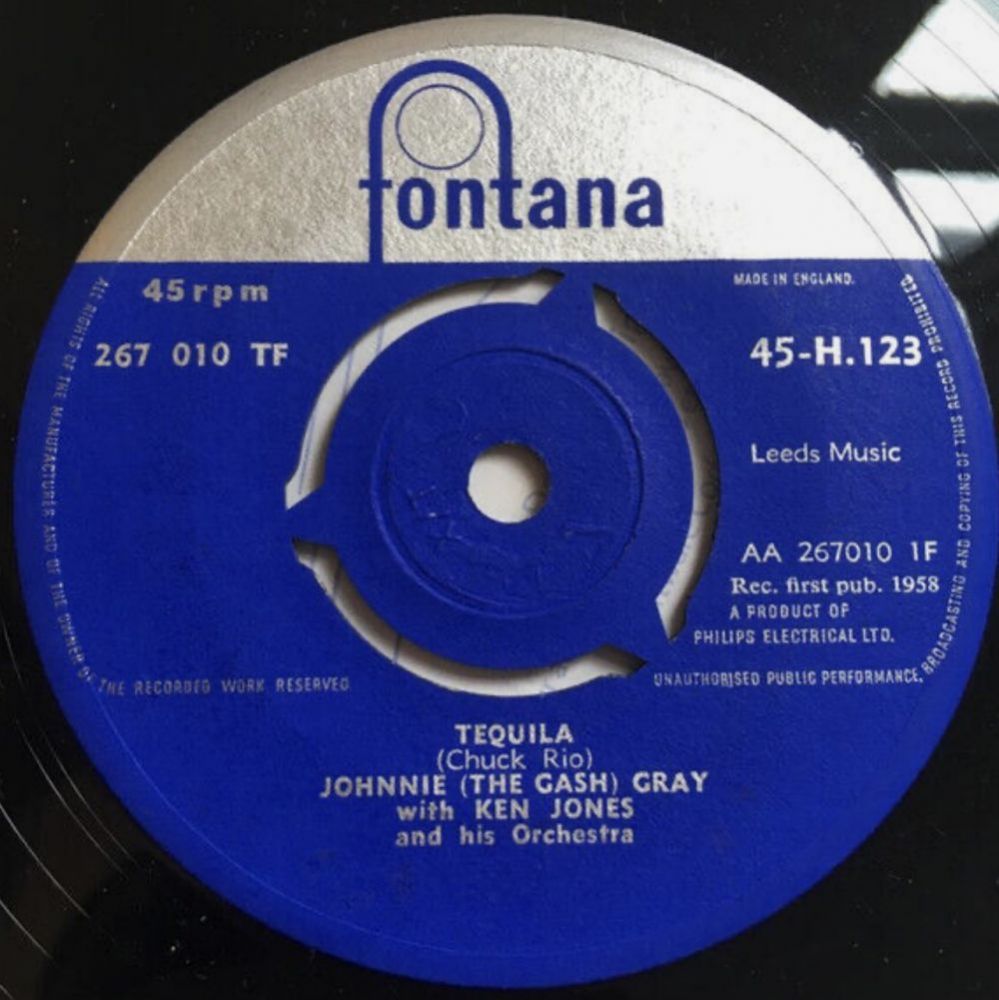 fontana
45 rpm
MADE IN ENGLAND.
267 010 TF
45-H.123
Leeds Music
AA 267010 1F
Rec. first pub. 1958
A PRODUCT OF
PHILIPS ELECTRICAL LTD.
ALL RIGHTS OF THE MANUFACTURER AND OF THE OWNER OF THE RECORDED WORK RESERVED
UNAUTHORISED PUBLIC PERFORMANCE, BROADCASTING AND COPYING OF THIS RECORD PROHIBITED
TEQUILA
(Chuck Rio)
JOHNNIE (THE GASH) GRAY
with KEN JONES
and his Orchestra